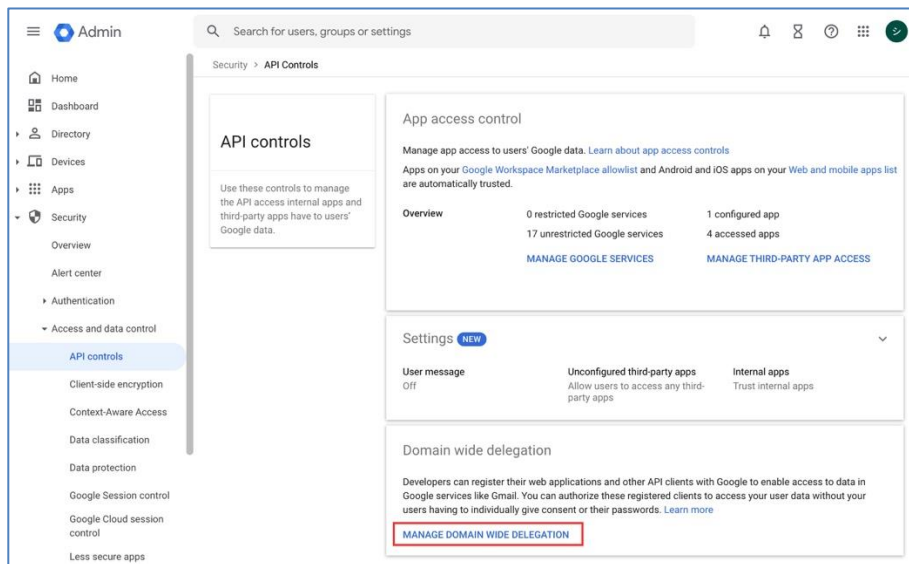 Admin
Search for users, groups or settings
シ
Home
Dashboard
Directory
Devices
Apps
Security
Overview
Alert center
Authentication
Access and data control
API controls
Client-side encryption
Context-Aware Access
Data classification
Data protection
Google Session control
Google Cloud session
control
Less secure apps
Security > API Controls
API controls
Use these controls to manage
the API access internal apps and
third-party apps have to users'
Google data.
App access control
Manage app access to users' Google data. Learn about app access controls
Apps on your Google Workspace Marketplace allowlist and Android and iOS apps on your Web and mobile apps list
are automatically trusted.
Overview
0 restricted Google services
1 configured app
17 unrestricted Google services
4 accessed apps
MANAGE GOOGLE SERVICES
MANAGE THIRD-PARTY APP ACCESS
Settings NEW
User message
Off
Unconfigured third-party apps
Allow users to access any third-
party apps
Internal apps
Trust internal apps
Domain wide delegation
Developers can register their web applications and other API clients with Google to enable access to data in
Google services like Gmail. You can authorize these registered clients to access your user data without your
users having to individually give consent or their passwords. Learn more
MANAGE DOMAIN WIDE DELEGATION